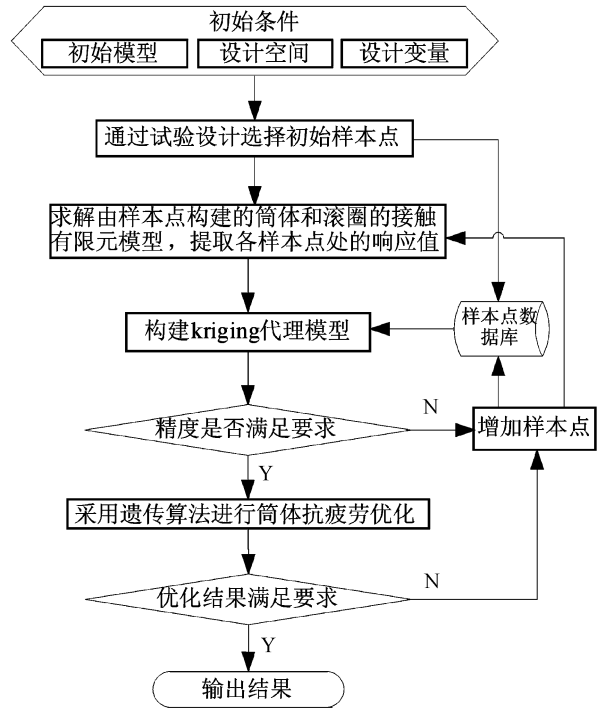 初始条件
初始模型
设计空间
设计变量
通过试验设计选择初始样本点
求解由样本点构建的筒体和滚圈的接触
有限元模型，提取各样本点处的响应值
样本点数
据库
构建kriging代理模型
精度是否满足要求
N
增加样本点
Y
采用遗传算法进行筒体抗疲劳优化
优化结果满足要求
N
Y
输出结果